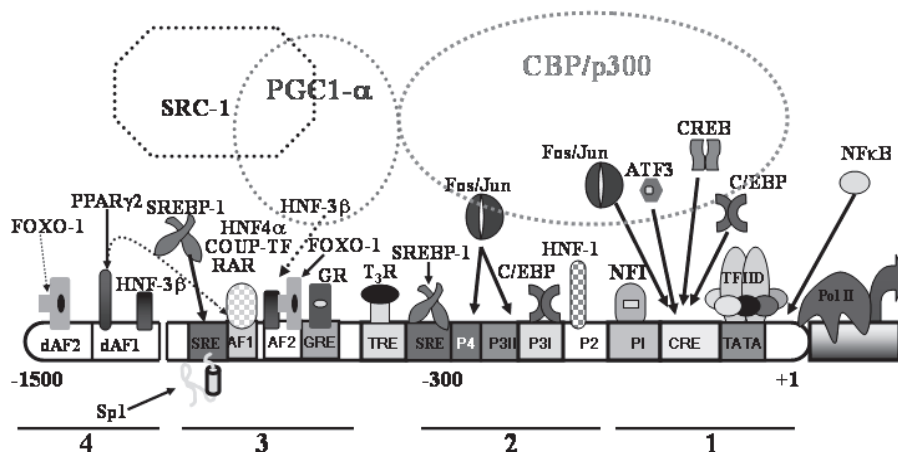 CBP/p300
PGC1-α
SRC-1
CREB
NFκB
Fos/Jun
ATF3
PPARγ2
Fos/Jun
C/EBP
SREBP-1
HNF-3β
FOXO-1
HNF4α
COUP-TF
FOXO-1
SREBP-1
HNF-1
RAR
GR
T3R
C/EBP
NFI
TFIID
HNF-3β
Pol II
dAF2 dAF1 SRE AF1 AF2 GRE TRE SRE P4 P3II P3I P2 PI CRE TATA
-1500 -300 +1
Sp1
4 3 2 1